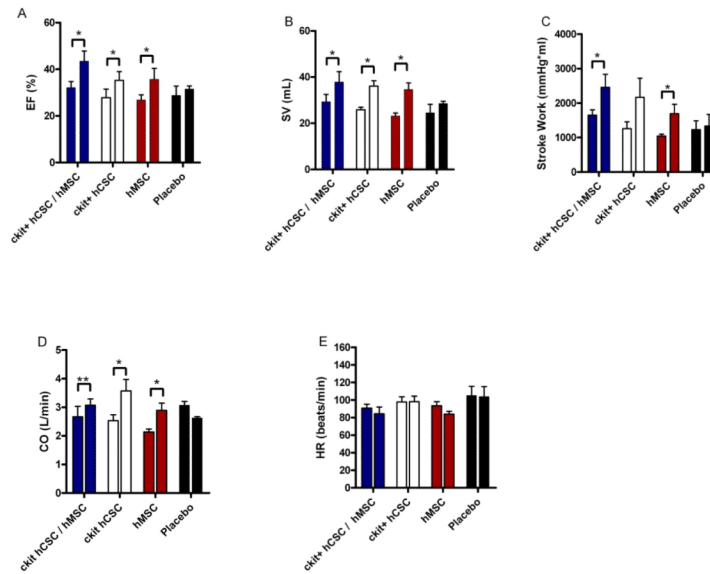 A
60
40
20
0
EF (%)
*
*
*
ckit+ hCSC / hMSC
ckit+ hCSC
hMSC
Placebo
B
60
40
20
0
SV (mL)
*
*
*
ckit+ hCSC / hMSC
ckit+ hCSC
hMSC
Placebo
C
4000
3000
2000
1000
0
Stroke Work (mmHg*ml)
*
*
ckit+ hCSC / hMSC
ckit+ hCSC
hMSC
Placebo
D
5
4
3
2
1
0
CO (L/min)
**
*
*
ckit hCSC / hMSC
ckit hCSC
hMSC
Placebo
E
160
140
120
100
80
60
40
20
0
HR (beats/min)
ckit+ hCSC / hMSC
ckit+ hCSC
hMSC
Placebo